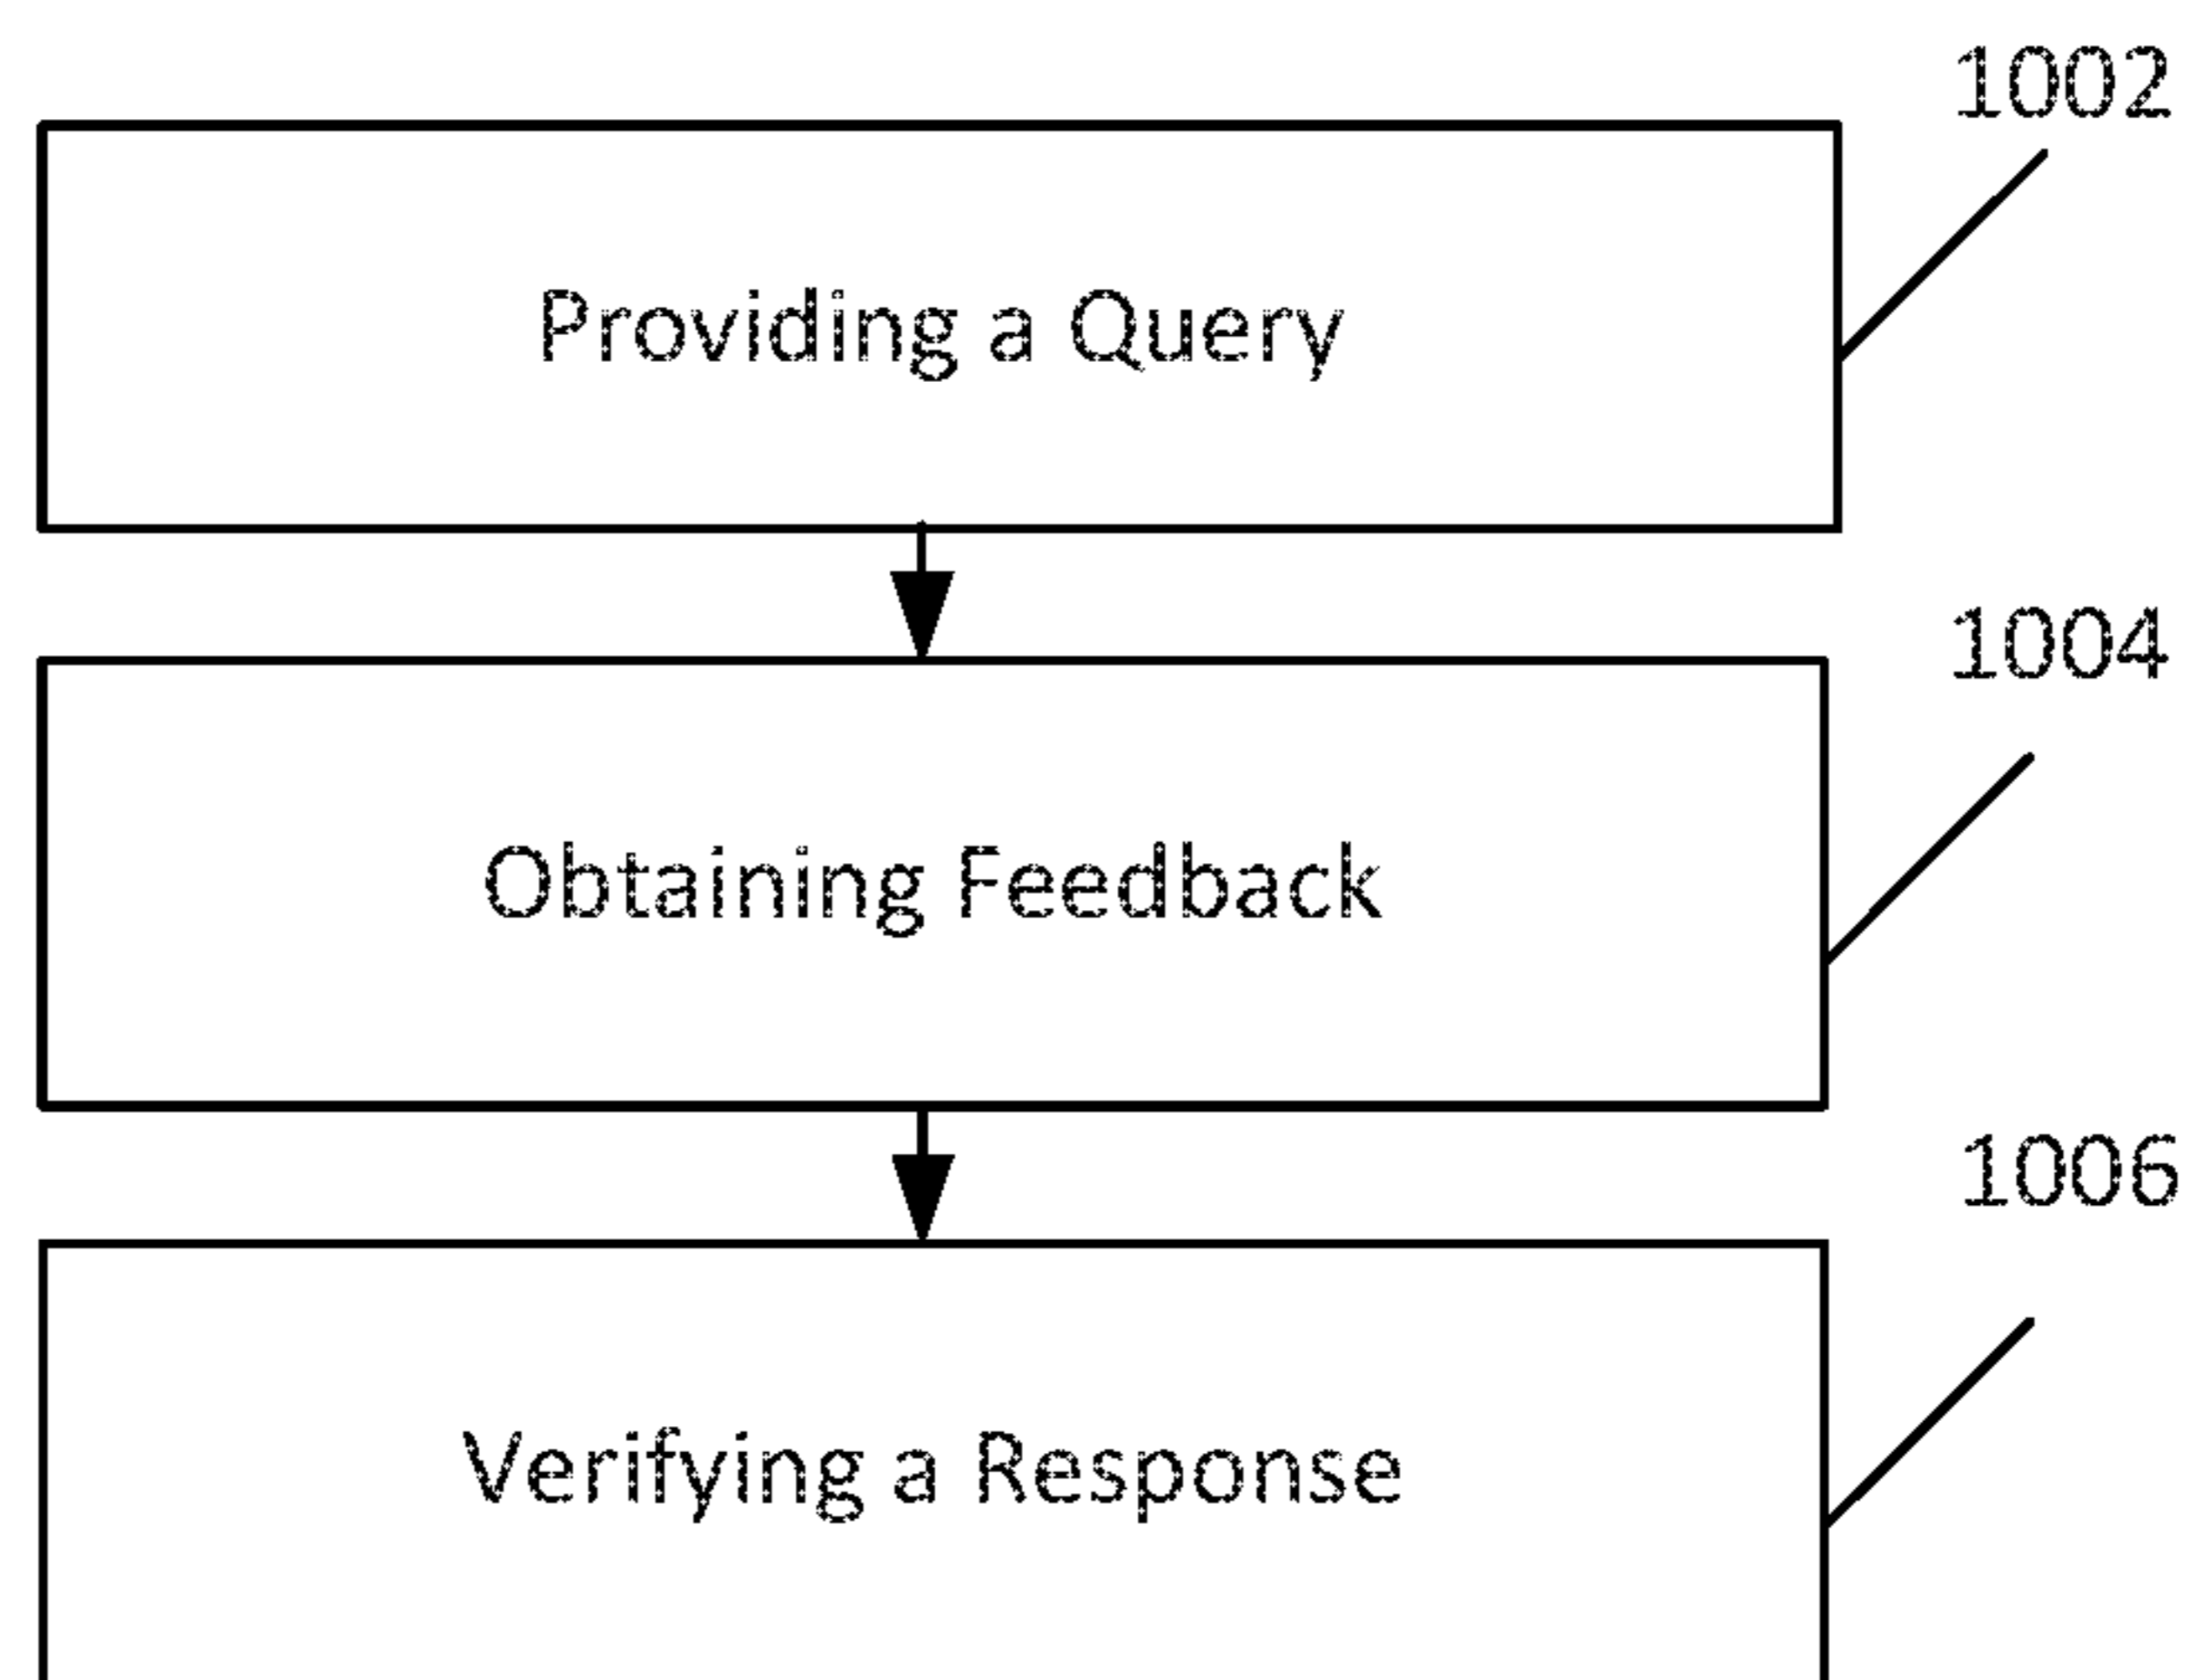 1002
Providing a Query
1004
Obtaining Feedback
1006
Verifying a Response